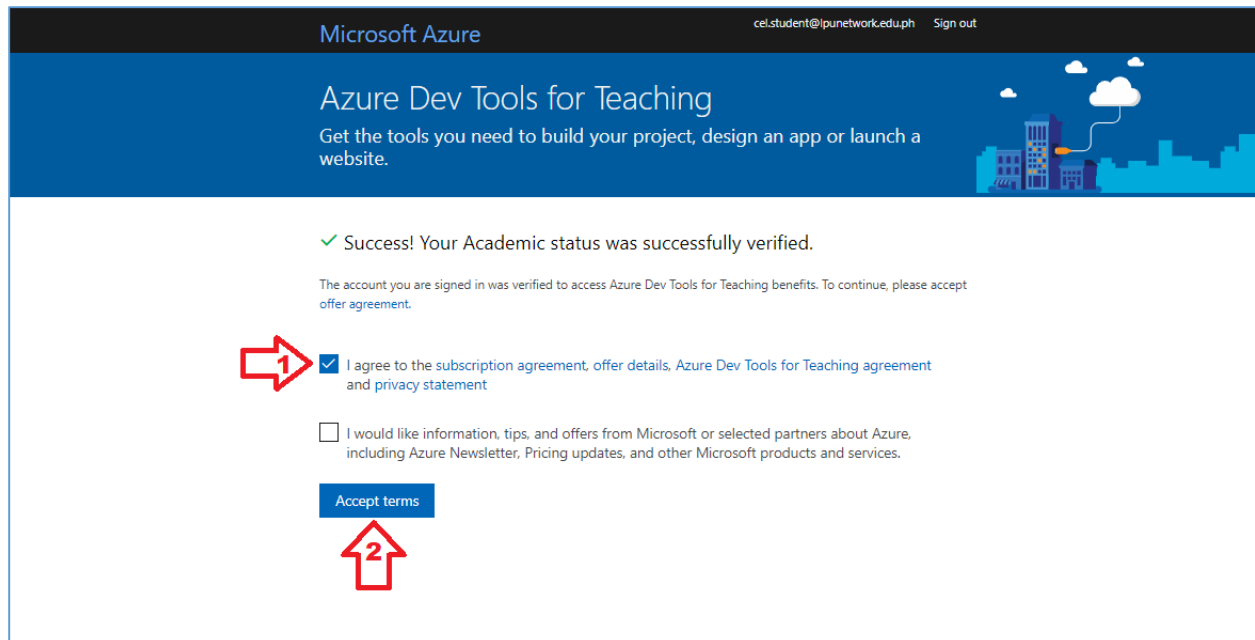 Microsoft Azure
cel.student@lpunetwork.edu.ph Sign out
Azure Dev Tools for Teaching
Get the tools you need to build your project, design an app or launch a
website.
Success! Your Academic status was successfully verified.
The account you are signed in was verified to access Azure Dev Tools for Teaching benefits. To continue, please accept
offer agreement.
1
I agree to the subscription agreement, offer details, Azure Dev Tools for Teaching agreement
and privacy statement
I would like information, tips, and offers from Microsoft or selected partners about Azure,
including Azure Newsletter, Pricing updates, and other Microsoft products and services.
Accept terms
2